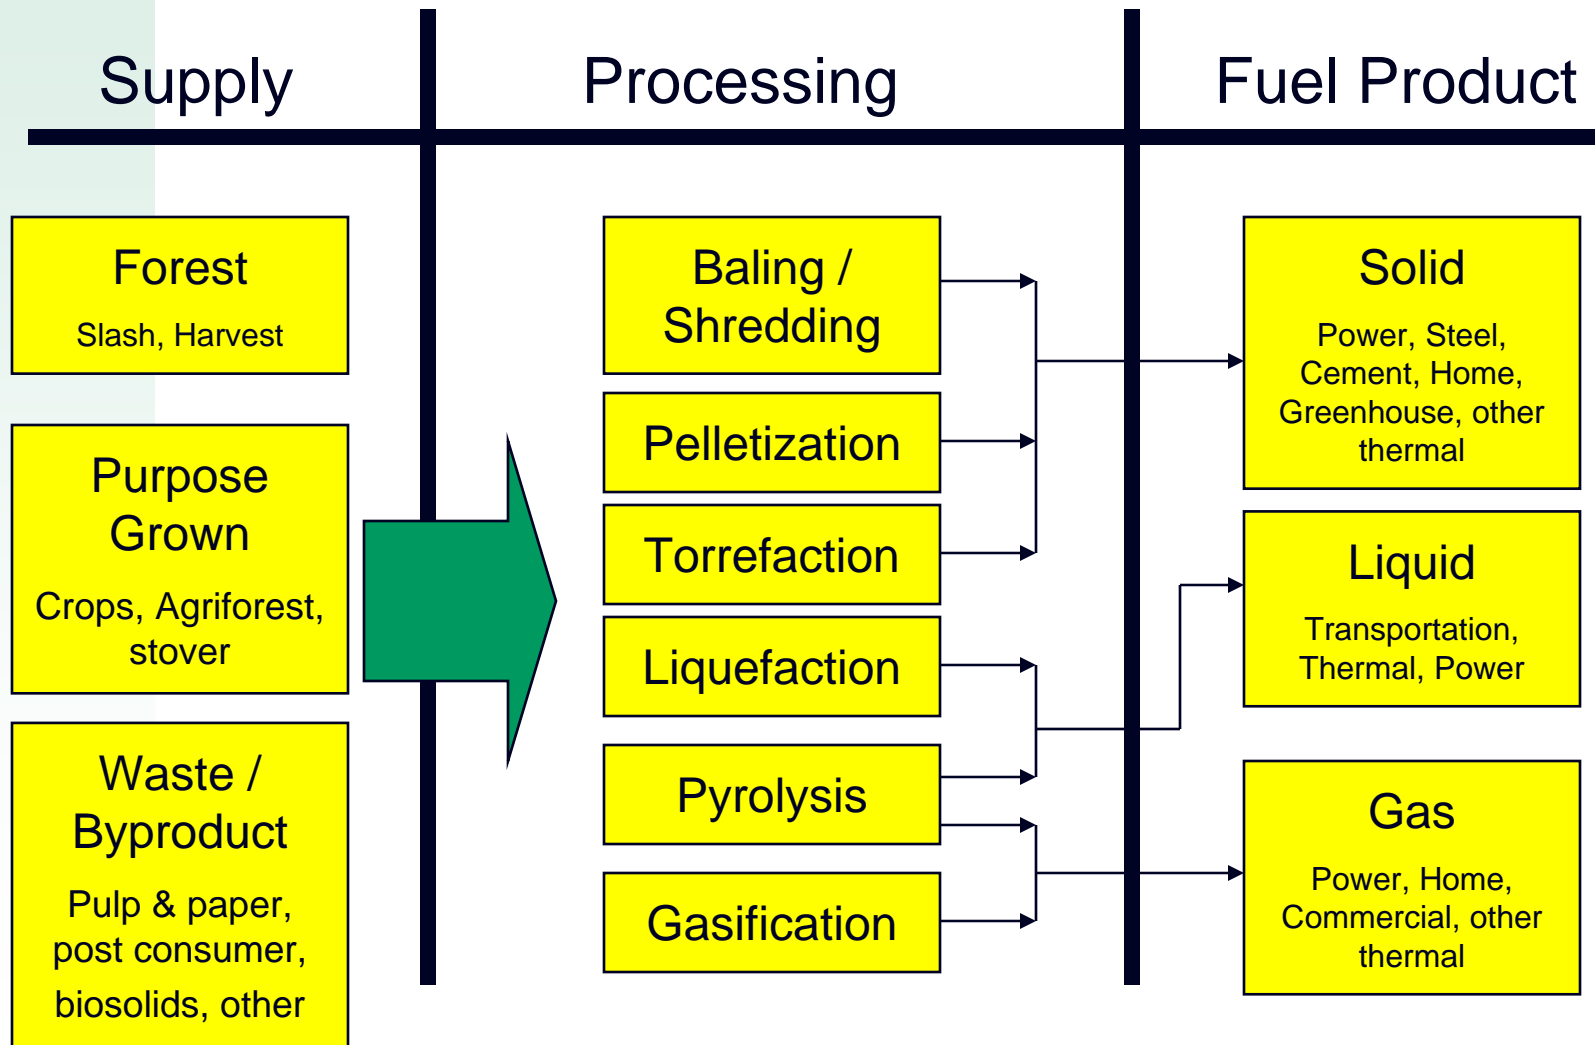 Supply
Processing
Fuel Product
Forest
Slash, Harvest
Purpose
Grown
Crops, Agriforest,
stover
Waste /
Byproduct
Pulp & paper,
post consumer,
biosolids, other
Baling /
Shredding
Pelletization
Torrefaction
Liquefaction
Pyrolysis
Gasification
Solid
Power, Steel,
Cement, Home,
Greenhouse, other
thermal
Liquid
Transportation,
Thermal, Power
Gas
Power, Home,
Commercial, other
thermal